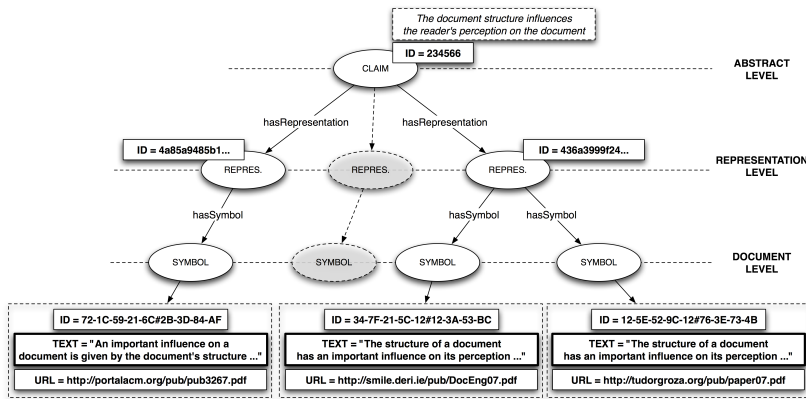 The document structure influences
the reader's perception on the document
ID = 234566
CLAIM
ABSTRACT
LEVEL
hasRepresentation
hasRepresentation
ID = 4a85a9485b1...
ID = 436a3999f24...
REPRES.
REPRES.
REPRES.
REPRESENTATION
LEVEL
hasSymbol
hasSymbol
hasSymbol
SYMBOL
SYMBOL
SYMBOL
SYMBOL
DOCUMENT
LEVEL
ID = 72-1C-59-21-6C#2B-3D-84-AF
TEXT = "An important influence on a
document is given by the document's structure ..."
URL = http://portalacm.org/pub/pub3267.pdf
ID = 34-7F-21-5C-12#12-3A-53-BC
TEXT = "The structure of a document
has an important influence on its perception ..."
URL = http://smile.deri.ie/pub/DocEng07.pdf
ID = 12-5E-52-9C-12#76-3E-73-4B
TEXT = "The structure of a document
has an important influence on its perception ..."
URL = http://tudorgroza.org/pub/paper07.pdf